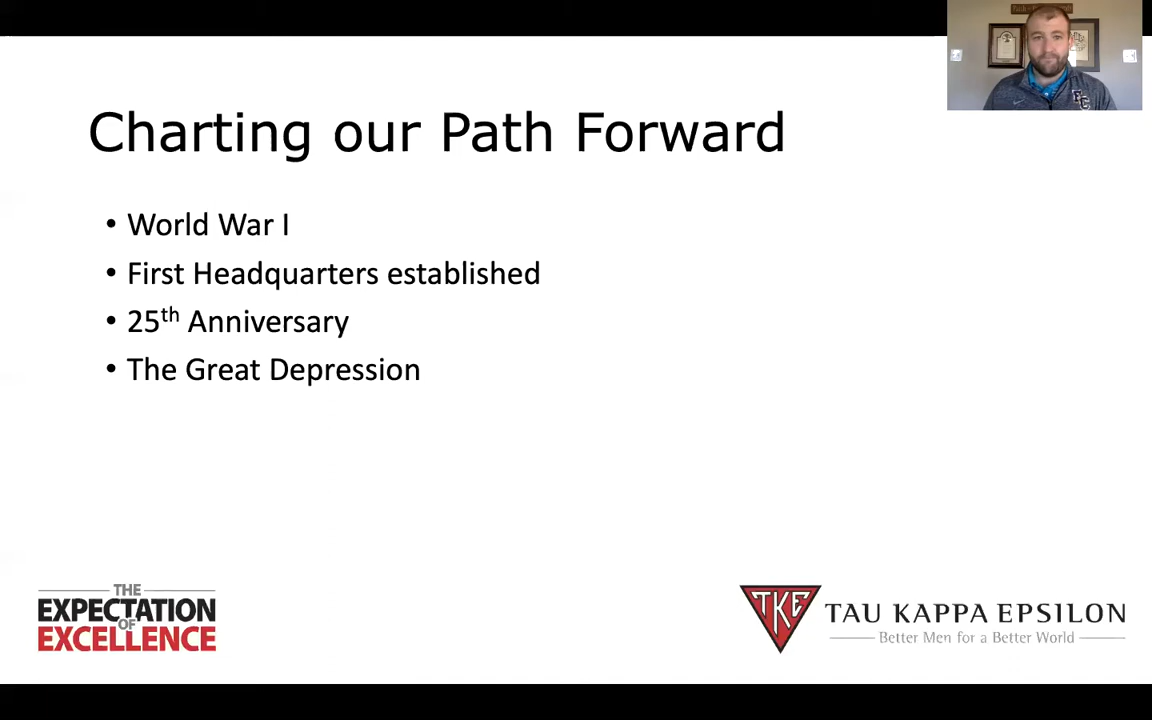 Charting our Path Forward
• World War I
• First Headquarters established
• 25th Anniversary
• The Great Depression
THE
EXPECTATION
OF
EXCELLENCE
TKE
TAU KAPPA EPSILON
Better Men for a Better World